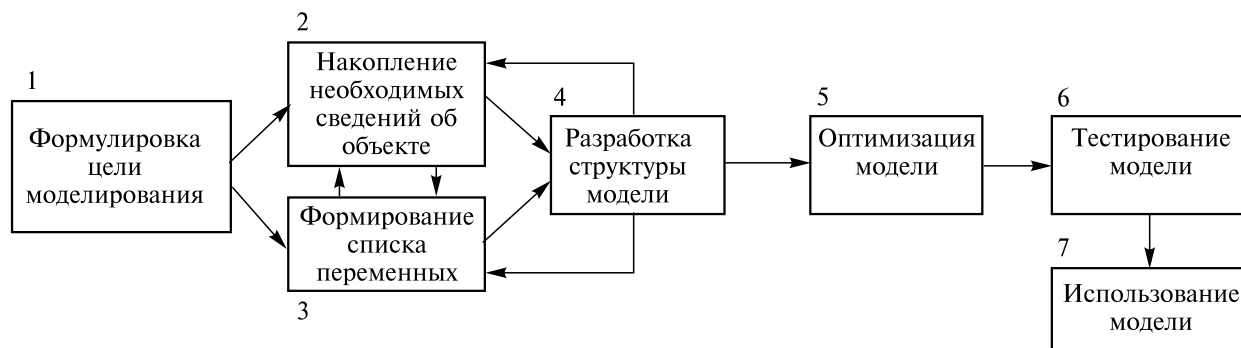 1
Формулировка
цели
моделирования
2
Накопление
необходимых
сведений об
объекте
Формирование
списка
переменных
3
4
Разработка
структуры
модели
5
Оптимизация
модели
6
Тестирование
модели
7
Использование
модели